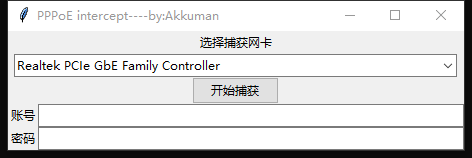 PPPoE intercept----by:Akkuman
选择捕获网卡
Realtek PCIe GbE Family Controller
开始捕获
账号
密码